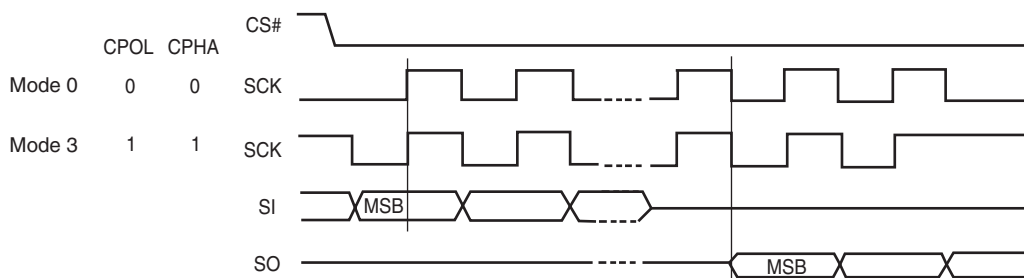 CS#
CPOL CPHA
Mode 0 0 0 SCK
Mode 3 1 1 SCK
SI MSB
SO MSB